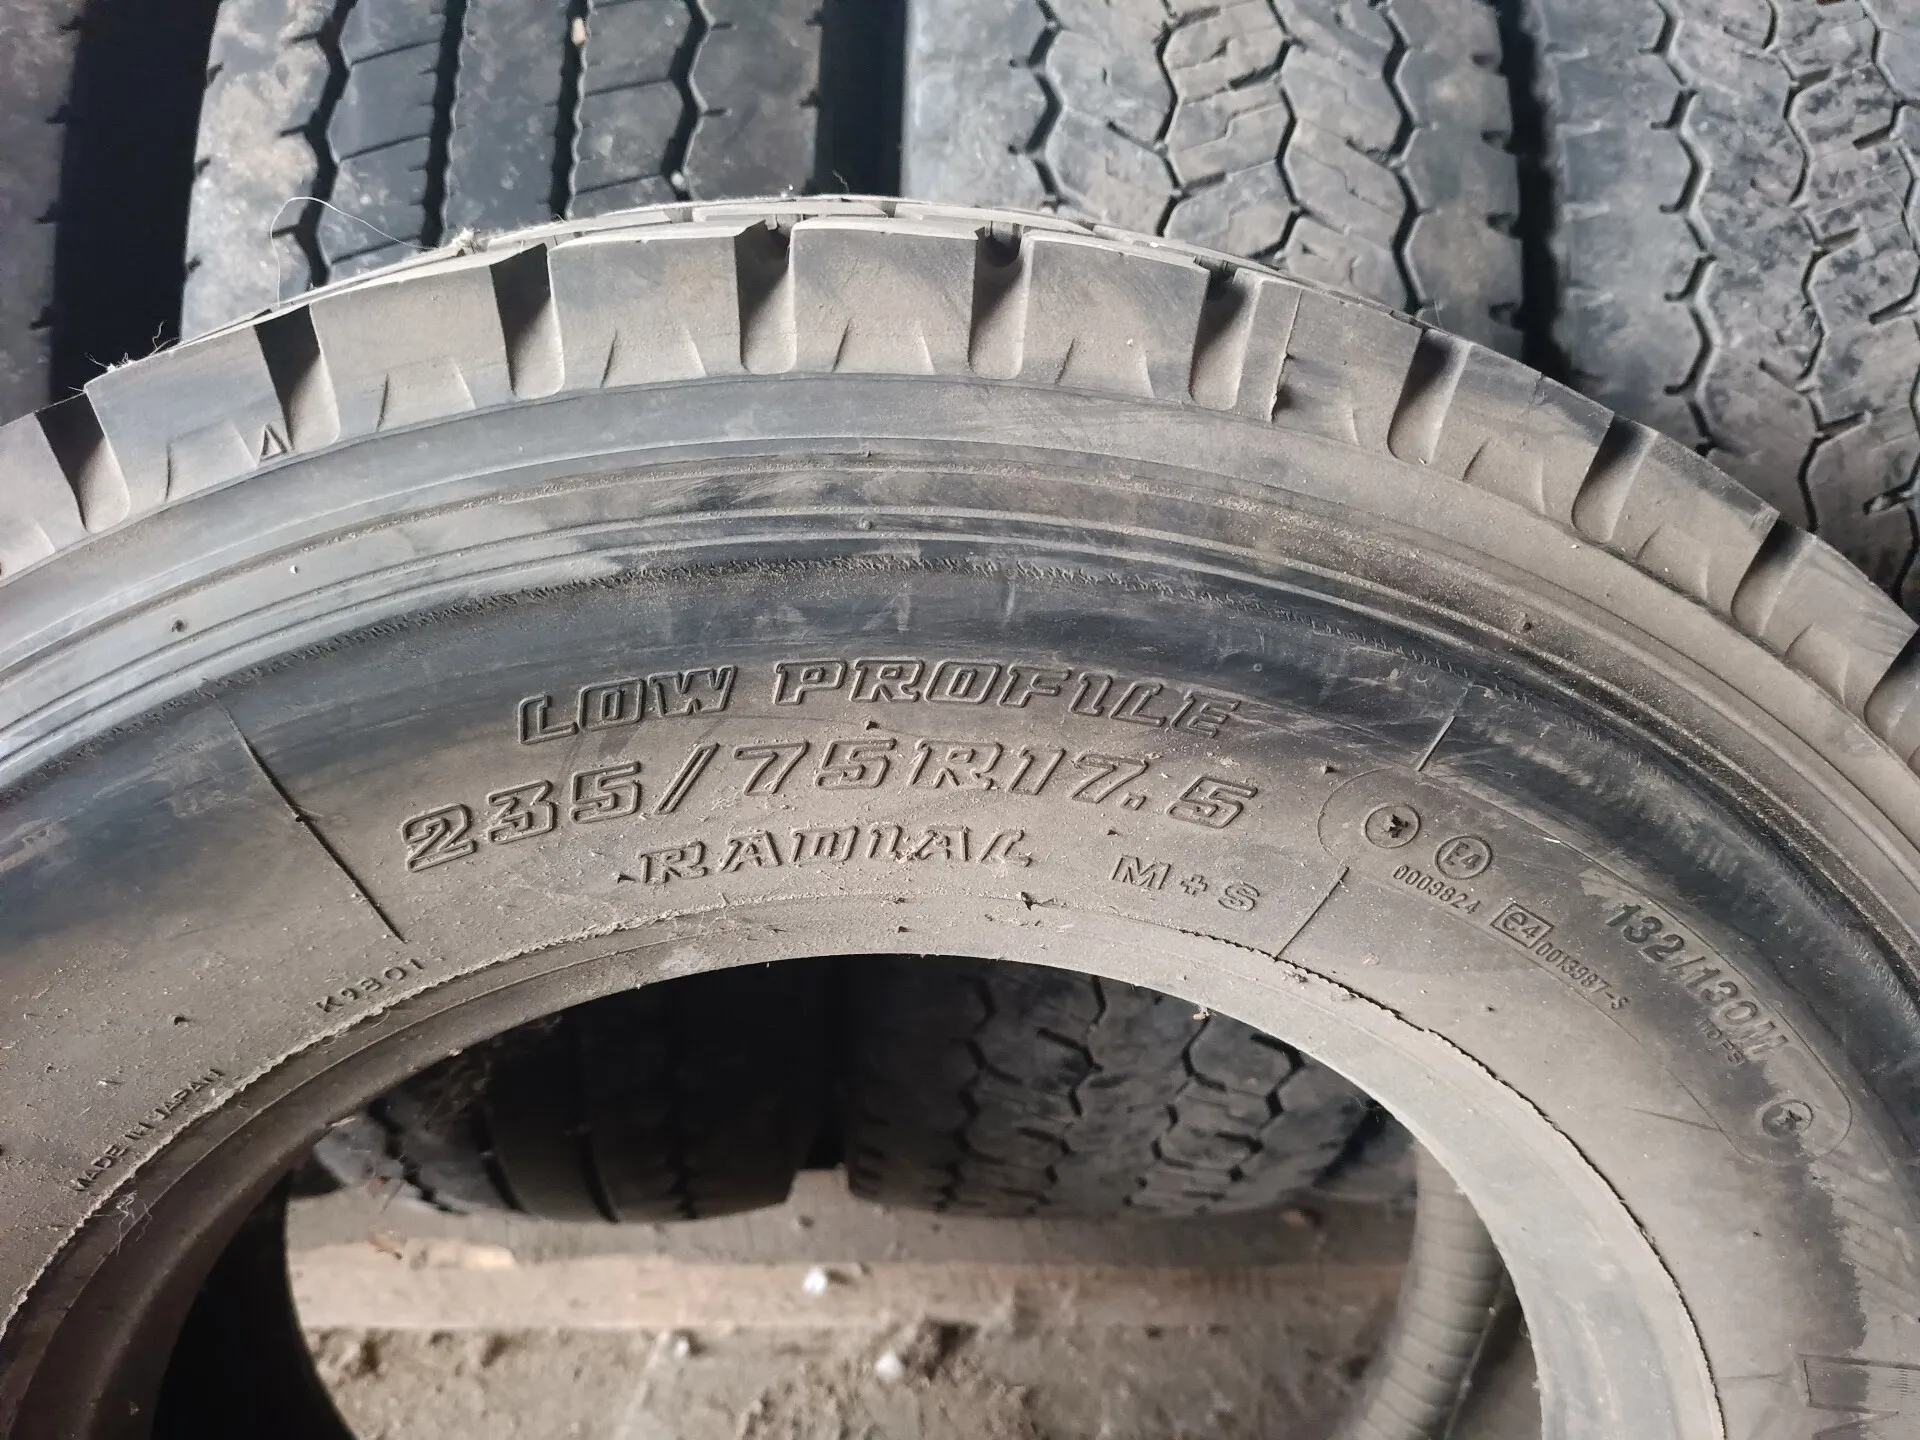 LOW PROFILE
235/75R17.5
RADIAL M+S
E4
0009824
e4 0013987-S
132/130M
K9301
MADE IN JAPAN